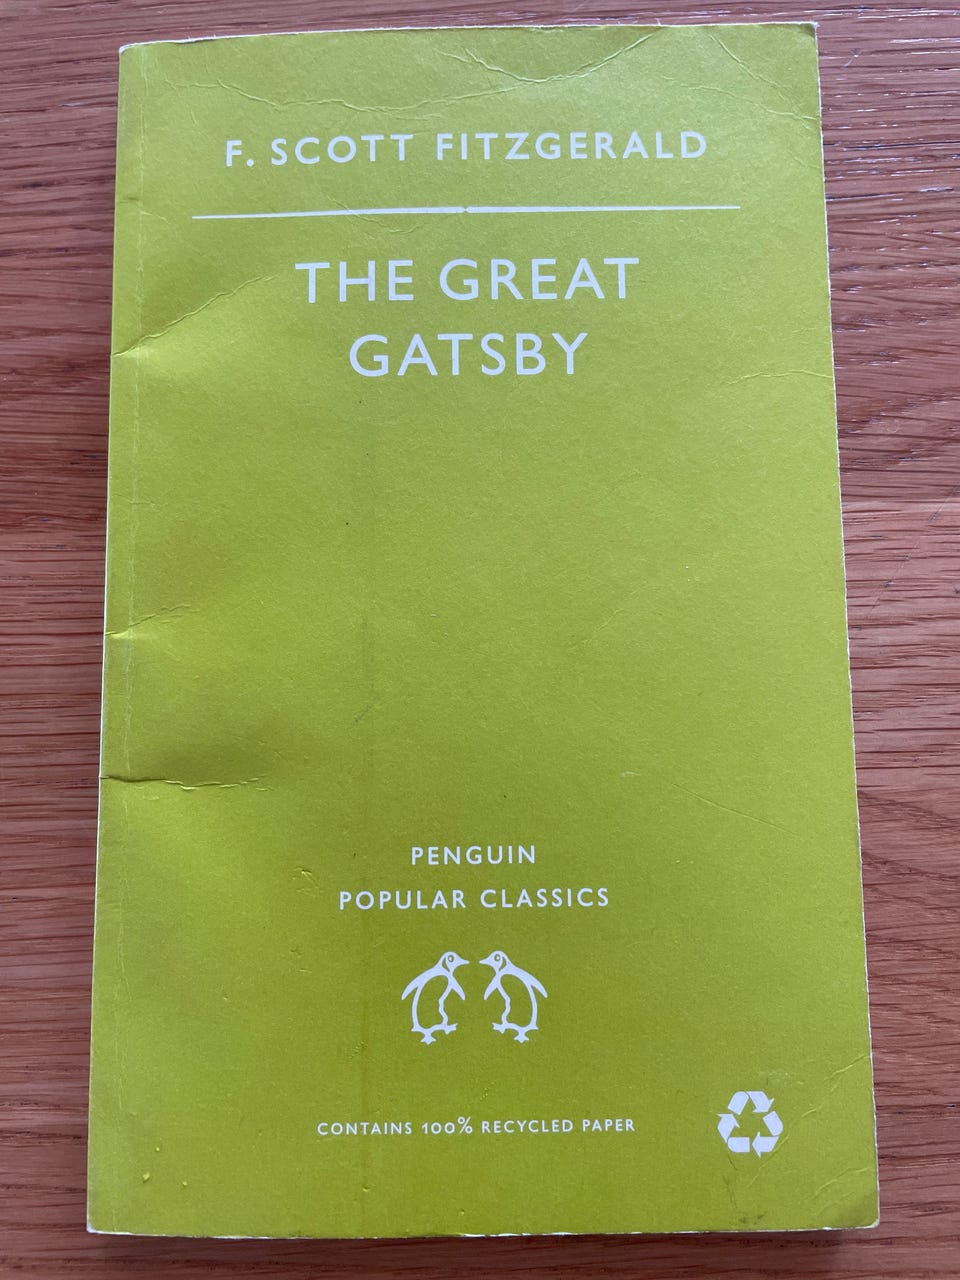 F. SCOTT FITZGERALD
THE GREAT
GATSBY
PENGUIN
POPULAR CLASSICS
CONTAINS 100% RECYCLED PAPER